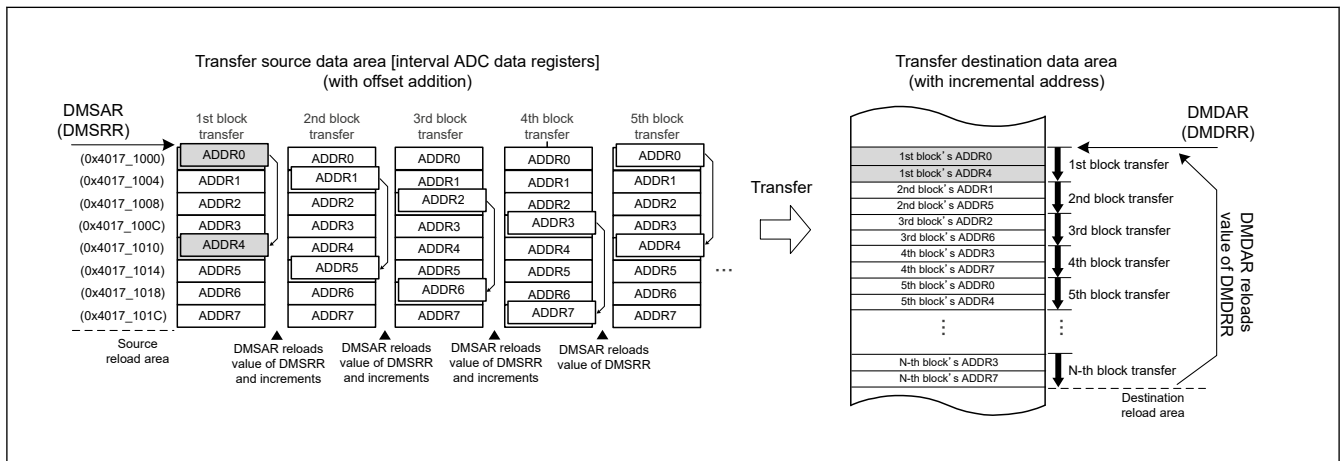 Transfer source data area [interval ADC data registers]
(with offset addition)
DMSAR
(DMSRR)
1st block
transfer
2nd block
transfer
3rd block
transfer
4th block
transfer
5th block
transfer
(0x4017_1000)
(0x4017_1004)
(0x4017_1008)
(0x4017_100C)
(0x4017_1010)
(0x4017_1014)
(0x4017_1018)
(0x4017_101C)
Source
reload area
ADDR0
ADDR1
ADDR2
ADDR3
ADDR4
ADDR5
ADDR6
ADDR7
ADDR0
ADDR1
ADDR2
ADDR3
ADDR4
ADDR5
ADDR6
ADDR7
ADDR0
ADDR1
ADDR2
ADDR3
ADDR4
ADDR5
ADDR6
ADDR7
ADDR0
ADDR1
ADDR2
ADDR3
ADDR4
ADDR5
ADDR6
ADDR7
ADDR0
ADDR1
ADDR2
ADDR3
ADDR4
ADDR5
ADDR6
ADDR7
...
DMSAR reloads
value of DMSRR
and increments
DMSAR reloads
value of DMSRR
and increments
DMSAR reloads
value of DMSRR
and increments
DMSAR reloads
value of DMSRR
Transfer
Transfer destination data area
(with incremental address)
DMDAR
(DMDRR)
1st block's ADDR0
1st block's ADDR4
2nd block's ADDR1
2nd block's ADDR5
3rd block's ADDR2
3rd block's ADDR6
4th block's ADDR3
4th block's ADDR7
5th block's ADDR0
5th block's ADDR4
⋮
N-th block's ADDR3
N-th block's ADDR7
1st block transfer
2nd block transfer
3rd block transfer
4th block transfer
5th block transfer
⋮
N-th block transfer
Destination
reload area
DMDAR reloads
value of DMDRR